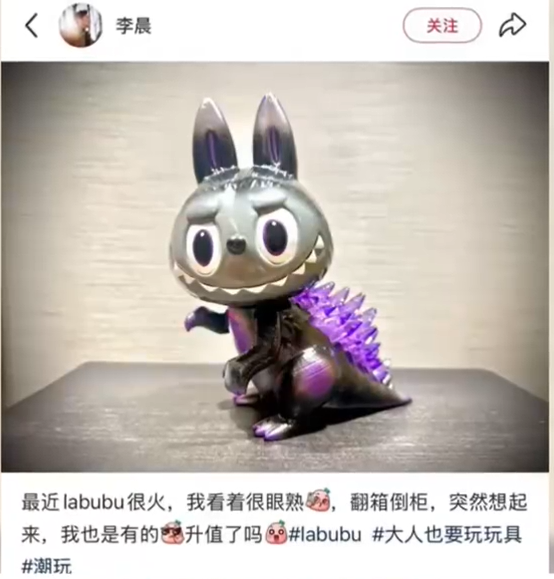 李晨
关注
最近labubu很火，我看着很眼熟，翻箱倒柜，突然想起
来，我也是有的升值了吗#labubu #大人也要玩玩具
#潮玩